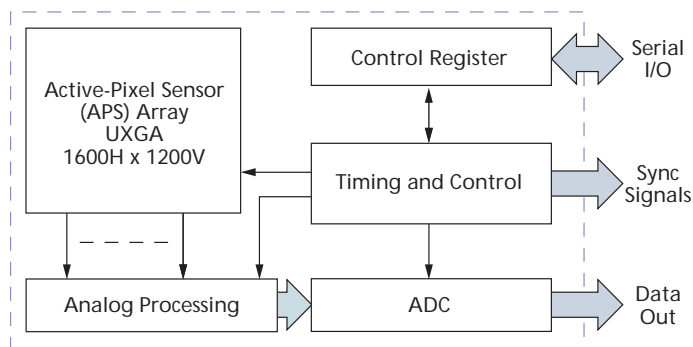 Active-Pixel Sensor
(APS) Array
UXGA
1600H x 1200V
Control Register
Serial
I/O
Timing and Control
Sync
Signals
Analog Processing
ADC
Data
Out